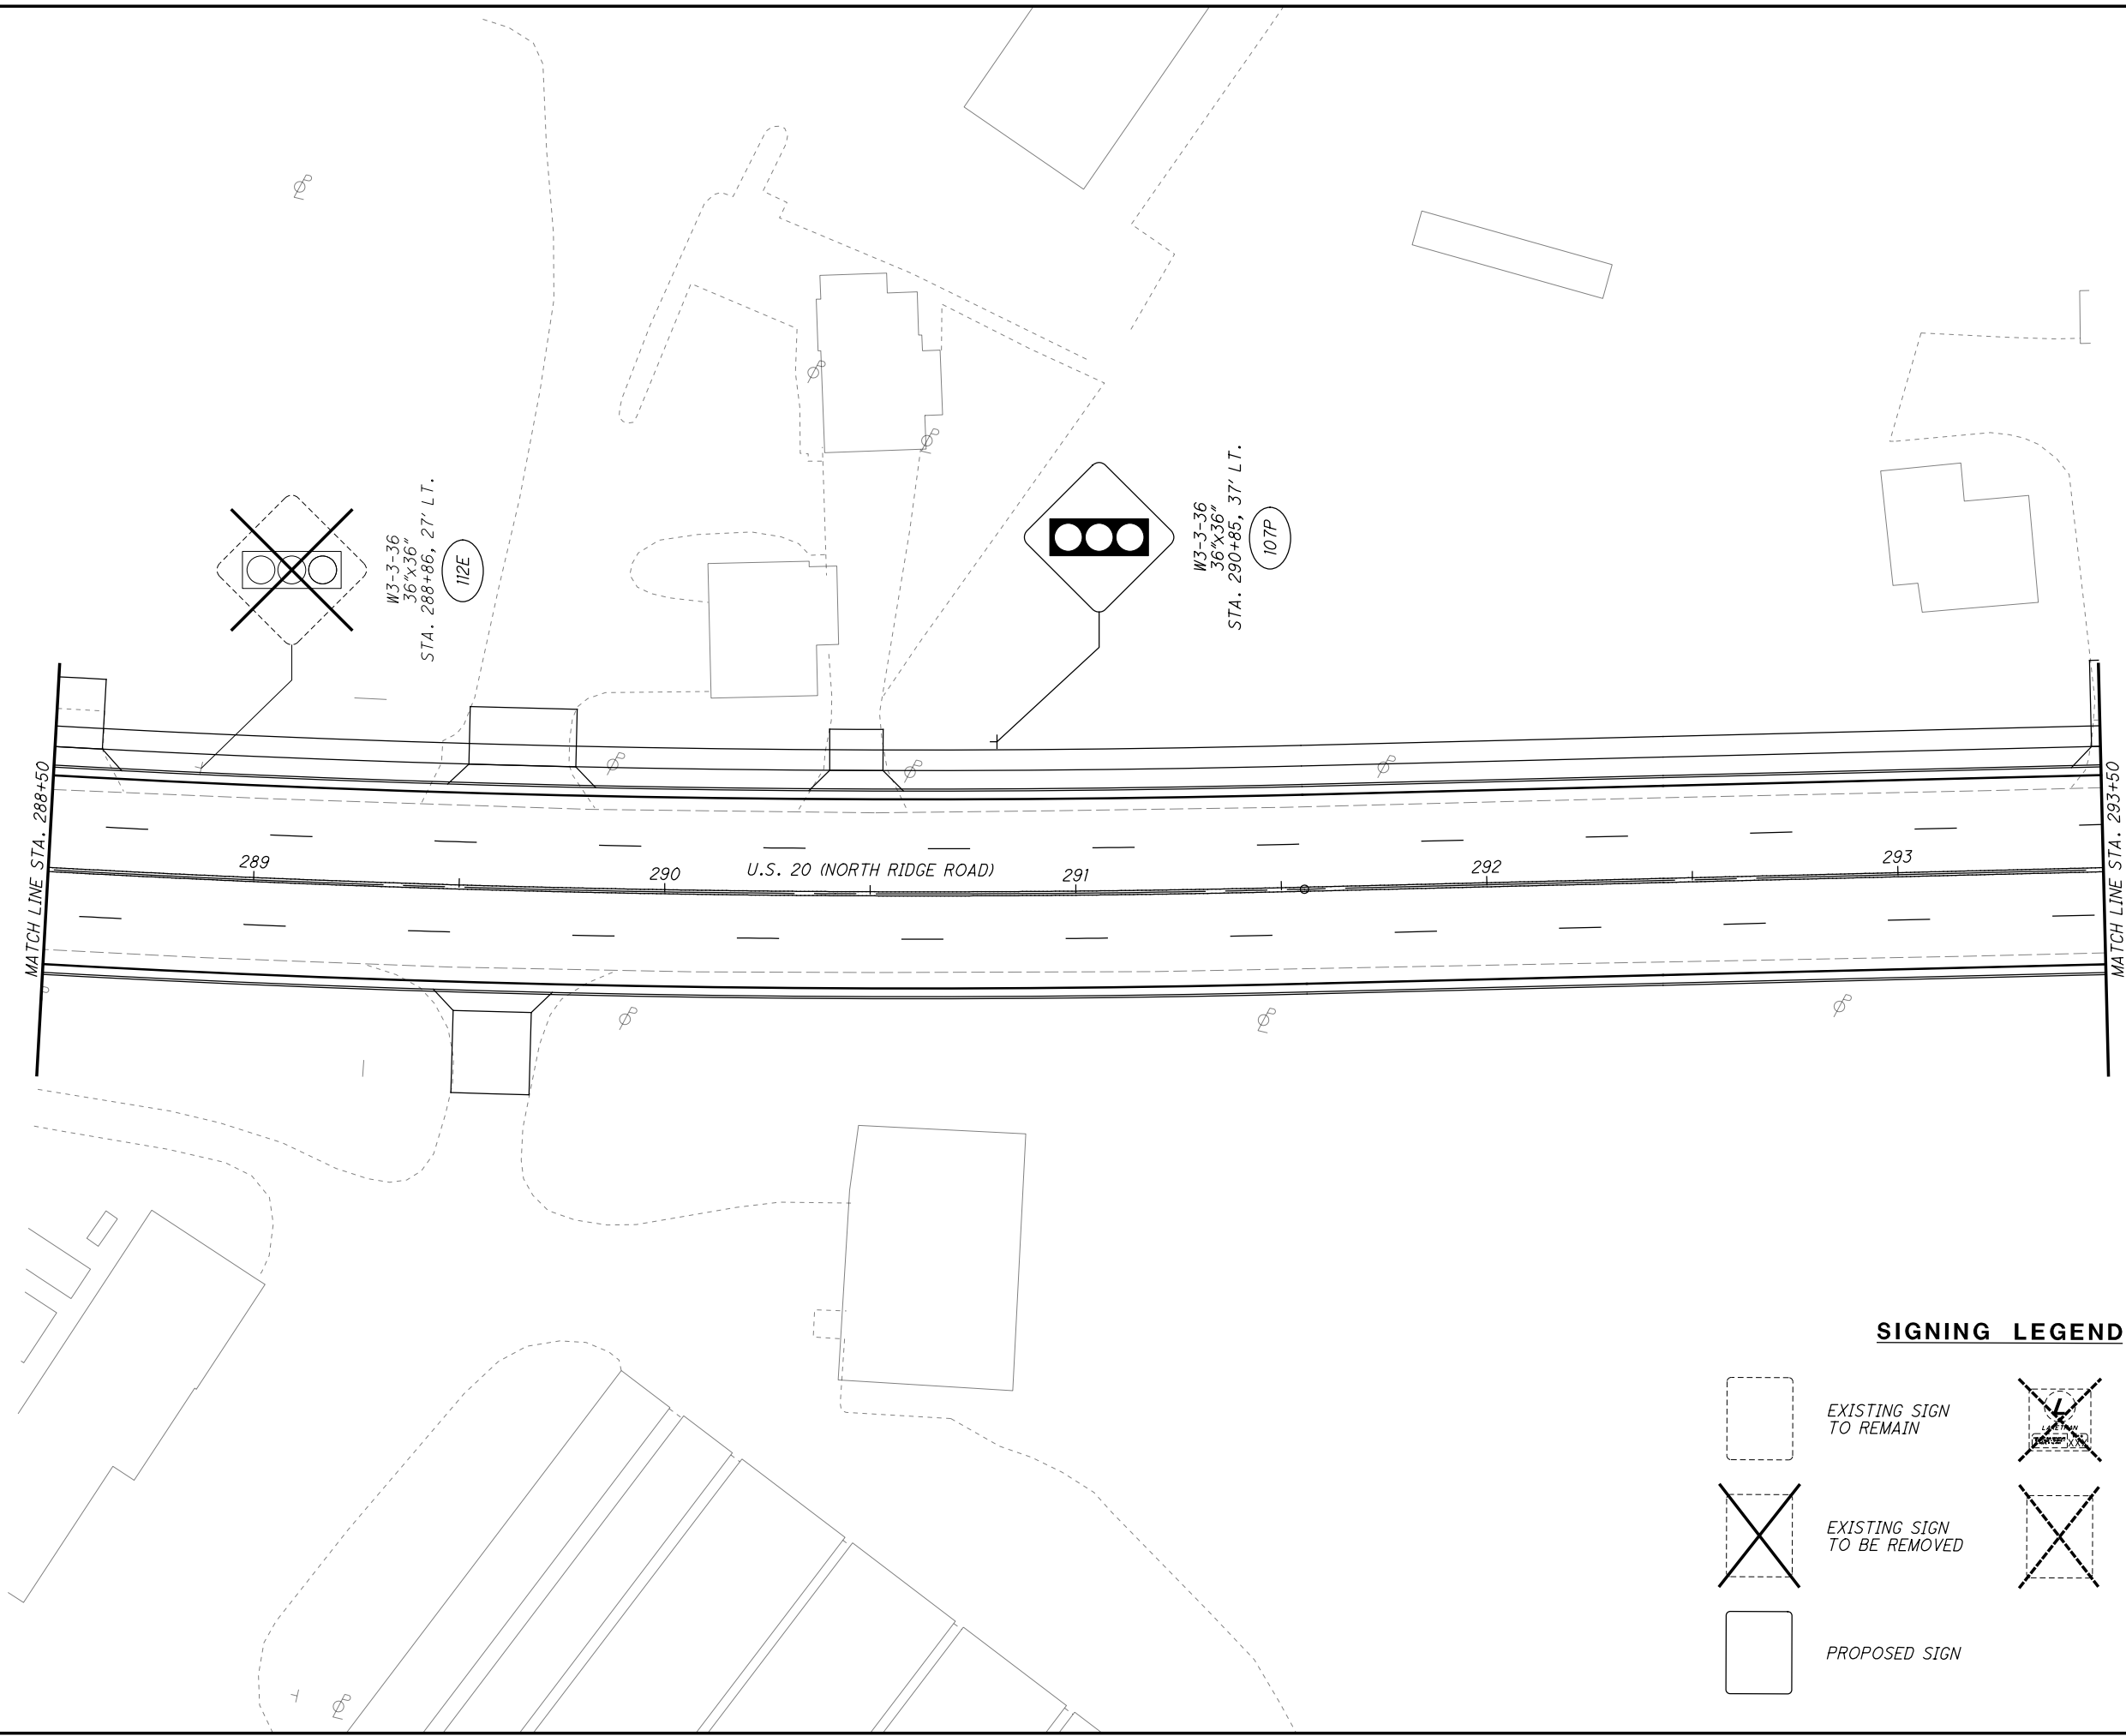 W3-3-36
36"x36"
STA. 288+86, 27' LT.
112E
W3-3-36
36"x36"
STA. 290+85, 37' LT.
107P
MATCH LINE STA. 288+50
289
290
U.S. 20 (NORTH RIDGE ROAD)
291
292
293
MATCH LINE STA. 293+50
P
P
P
P
P
P
P
P
P
P
P
SIGNING LEGEND
EXISTING SIGN
TO REMAIN
EXISTING SIGN
TO BE REMOVED
PROPOSED SIGN